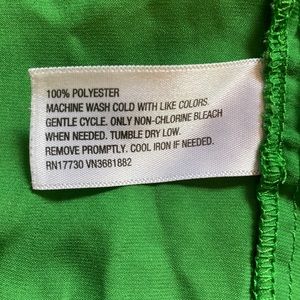 100% POLYESTER
MACHINE WASH COLD WITH LIKE COLORS.
GENTLE CYCLE. ONLY NON-CHLORINE BLEACH
WHEN NEEDED. TUMBLE DRY LOW.
REMOVE PROMPTLY. COOL IRON IF NEEDED.
RN17730 VN3681882